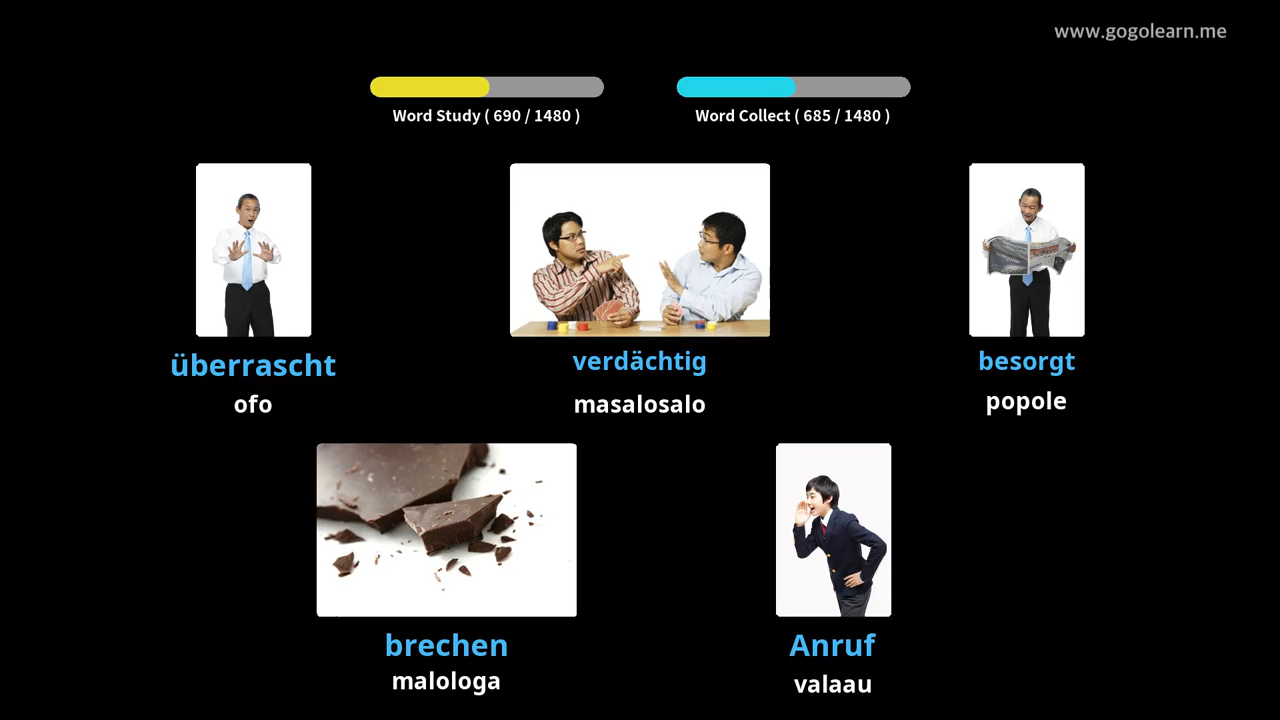 www.gogolearn.me
Word Study ( 690 / 1480 )
Word Collect ( 685 / 1480 )
überrascht
ofo
verdächtig
masalosalo
besorgt
popole
brechen
malologa
Anruf
valaau